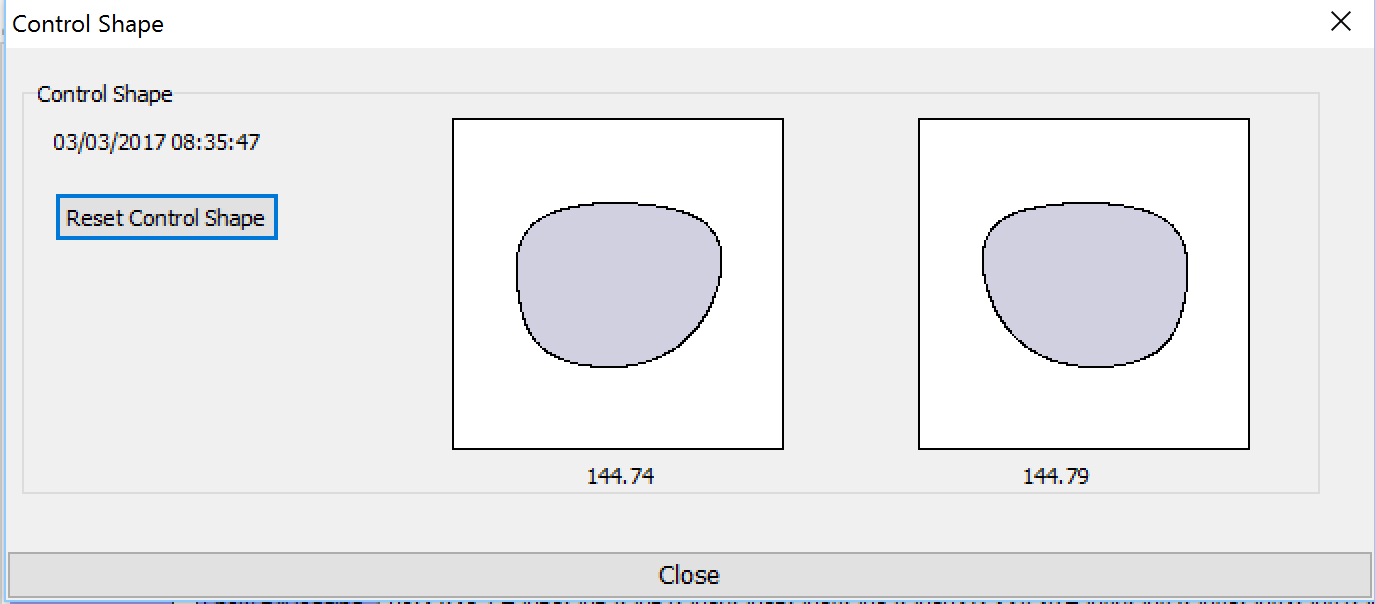 Control Shape
Control Shape
03/03/2017 08:35:47
Reset Control Shape
144.74
144.79
Close